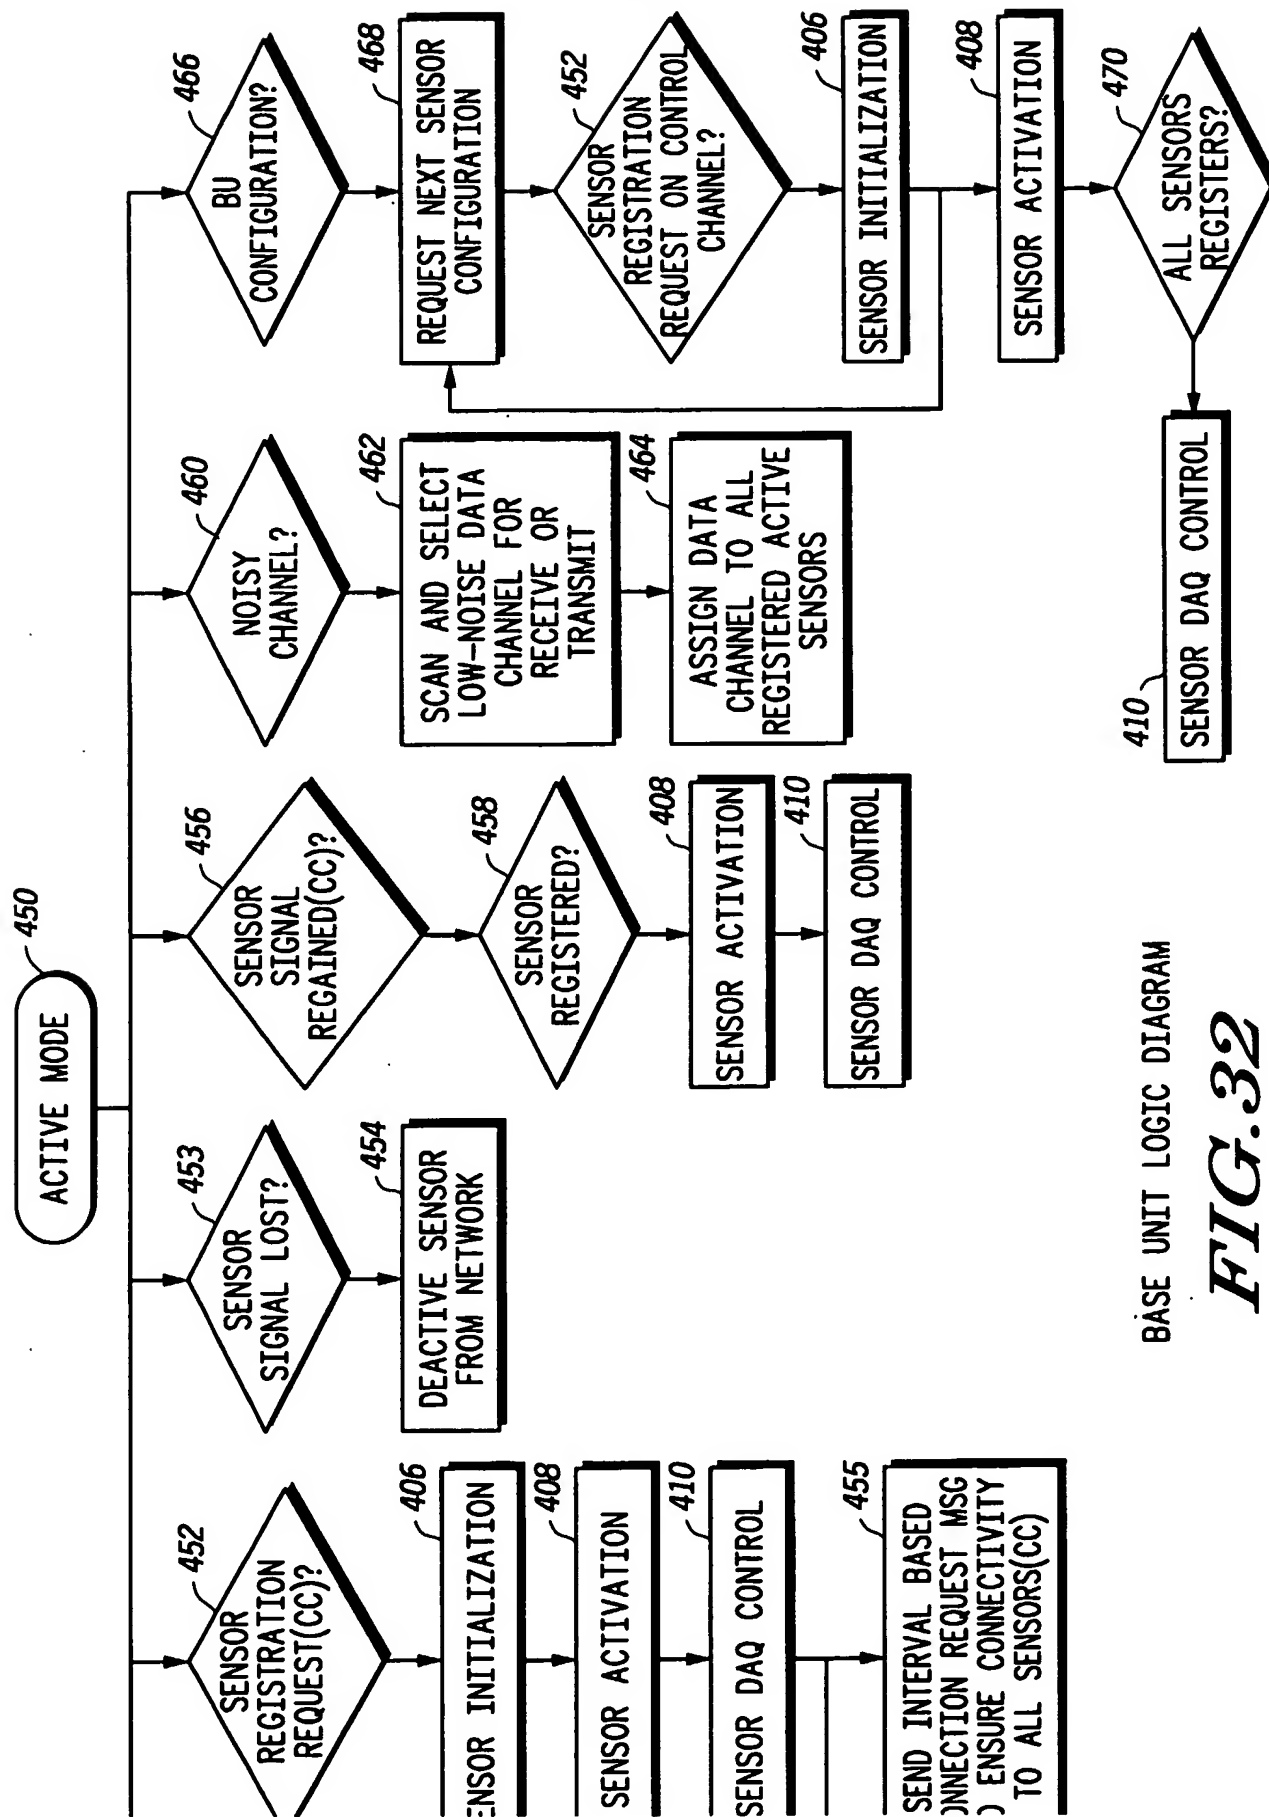 ACTIVE MODE
450
SENSOR
REGISTRATION
REQUEST(CC)?
452
ENSOR INITIALIZATION
406
SENSOR ACTIVATION
408
SENSOR DAQ CONTROL
410
SEND INTERVAL BASED
ONNECTION REQUEST MSG
ENSURE CONNECTIVITY
TO ALL SENSORS(CC)
455
SENSOR
SIGNAL LOST?
453
DEACTIVE SENSOR
FROM NETWORK
454
SENSOR
SIGNAL
REGAINED(CC)?
456
SENSOR
REGISTERED?
458
SENSOR ACTIVATION
408
SENSOR DAQ CONTROL
410
NOISY
CHANNEL?
460
SCAN AND SELECT
LOW-NOISE DATA
CHANNEL FOR
RECEIVE OR
TRANSMIT
462
ASSIGN DATA
CHANNEL TO ALL
REGISTERED ACTIVE
SENSORS
464
BU
CONFIGURATION?
466
REQUEST NEXT SENSOR
CONFIGURATION
468
SENSOR
REGISTRATION
REQUEST ON CONTROL
CHANNEL?
452
SENSOR INITIALIZATION
406
SENSOR ACTIVATION
408
ALL SENSORS
REGISTERS?
470
410
SENSOR DAQ CONTROL
BASE UNIT LOGIC DIAGRAM
FIG.32